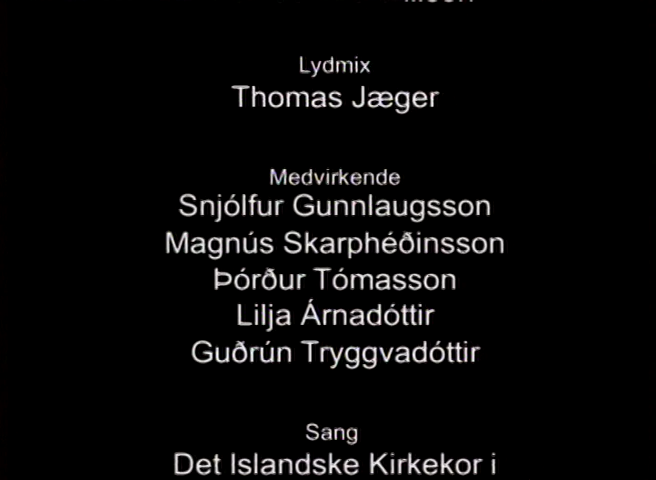 Lydmix
Thomas Jæger
Medvirkende
Snjólfur Gunnlaugsson
Magnús Skarphéðinsson
Þórður Tómasson
Lilja Árnadóttir
Guðrún Tryggvadóttir
Sang
Det Islandske Kirkekor i